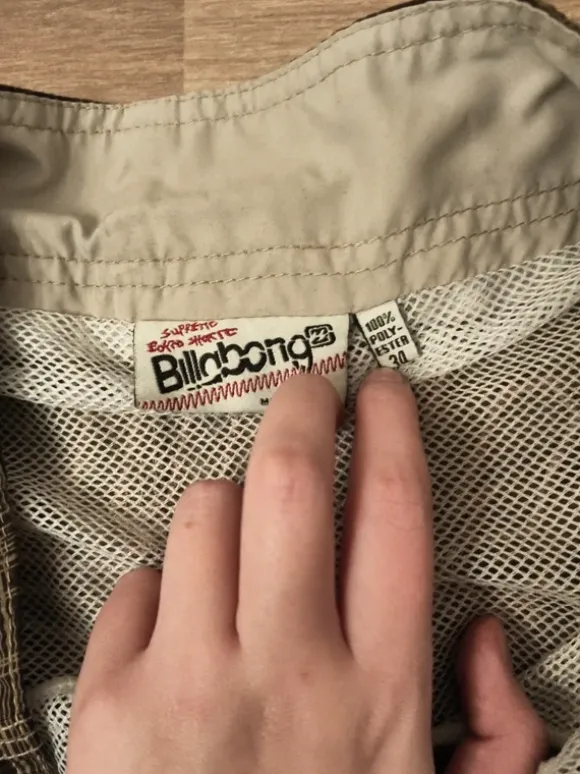 SUPREME
BOARD SHORTS
Billabong
100%
POLY-
ESTER
30